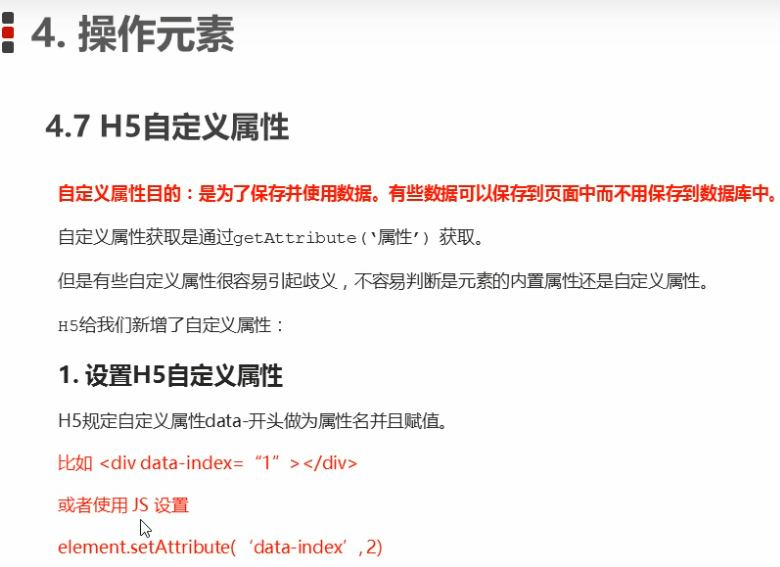 4. 操作元素
4.7 H5自定义属性
自定义属性目的：是为了保存并使用数据。有些数据可以保存到页面中而不用保存到数据库中。
自定义属性获取是通过getAttribute(‘属性’) 获取。
但是有些自定义属性很容易引起歧义，不容易判断是元素的内置属性还是自定义属性。
H5给我们新增了自定义属性：
1. 设置H5自定义属性
H5规定自定义属性data-开头做为属性名并且赋值。
比如 <div data-index=“1”></div>
或者使用 JS 设置
element.setAttribute(‘data-index’, 2)